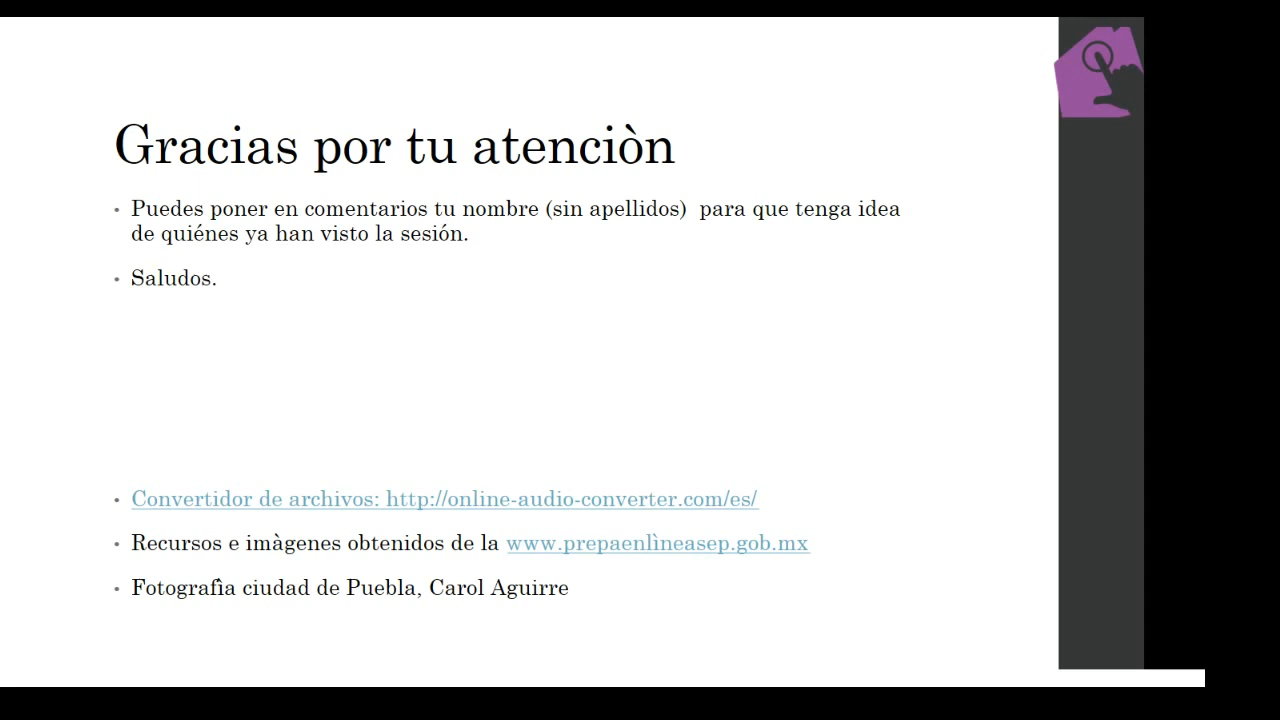 Gracias por tu atenciòn
• Puedes poner en comentarios tu nombre (sin apellidos)  para que tenga idea
de quiénes ya han visto la sesión.
• Saludos.
• Convertidor de archivos: http://online-audio-converter.com/es/
• Recursos e imàgenes obtenidos de la www.prepaenlìneasep.gob.mx
• Fotografìa ciudad de Puebla, Carol Aguirre